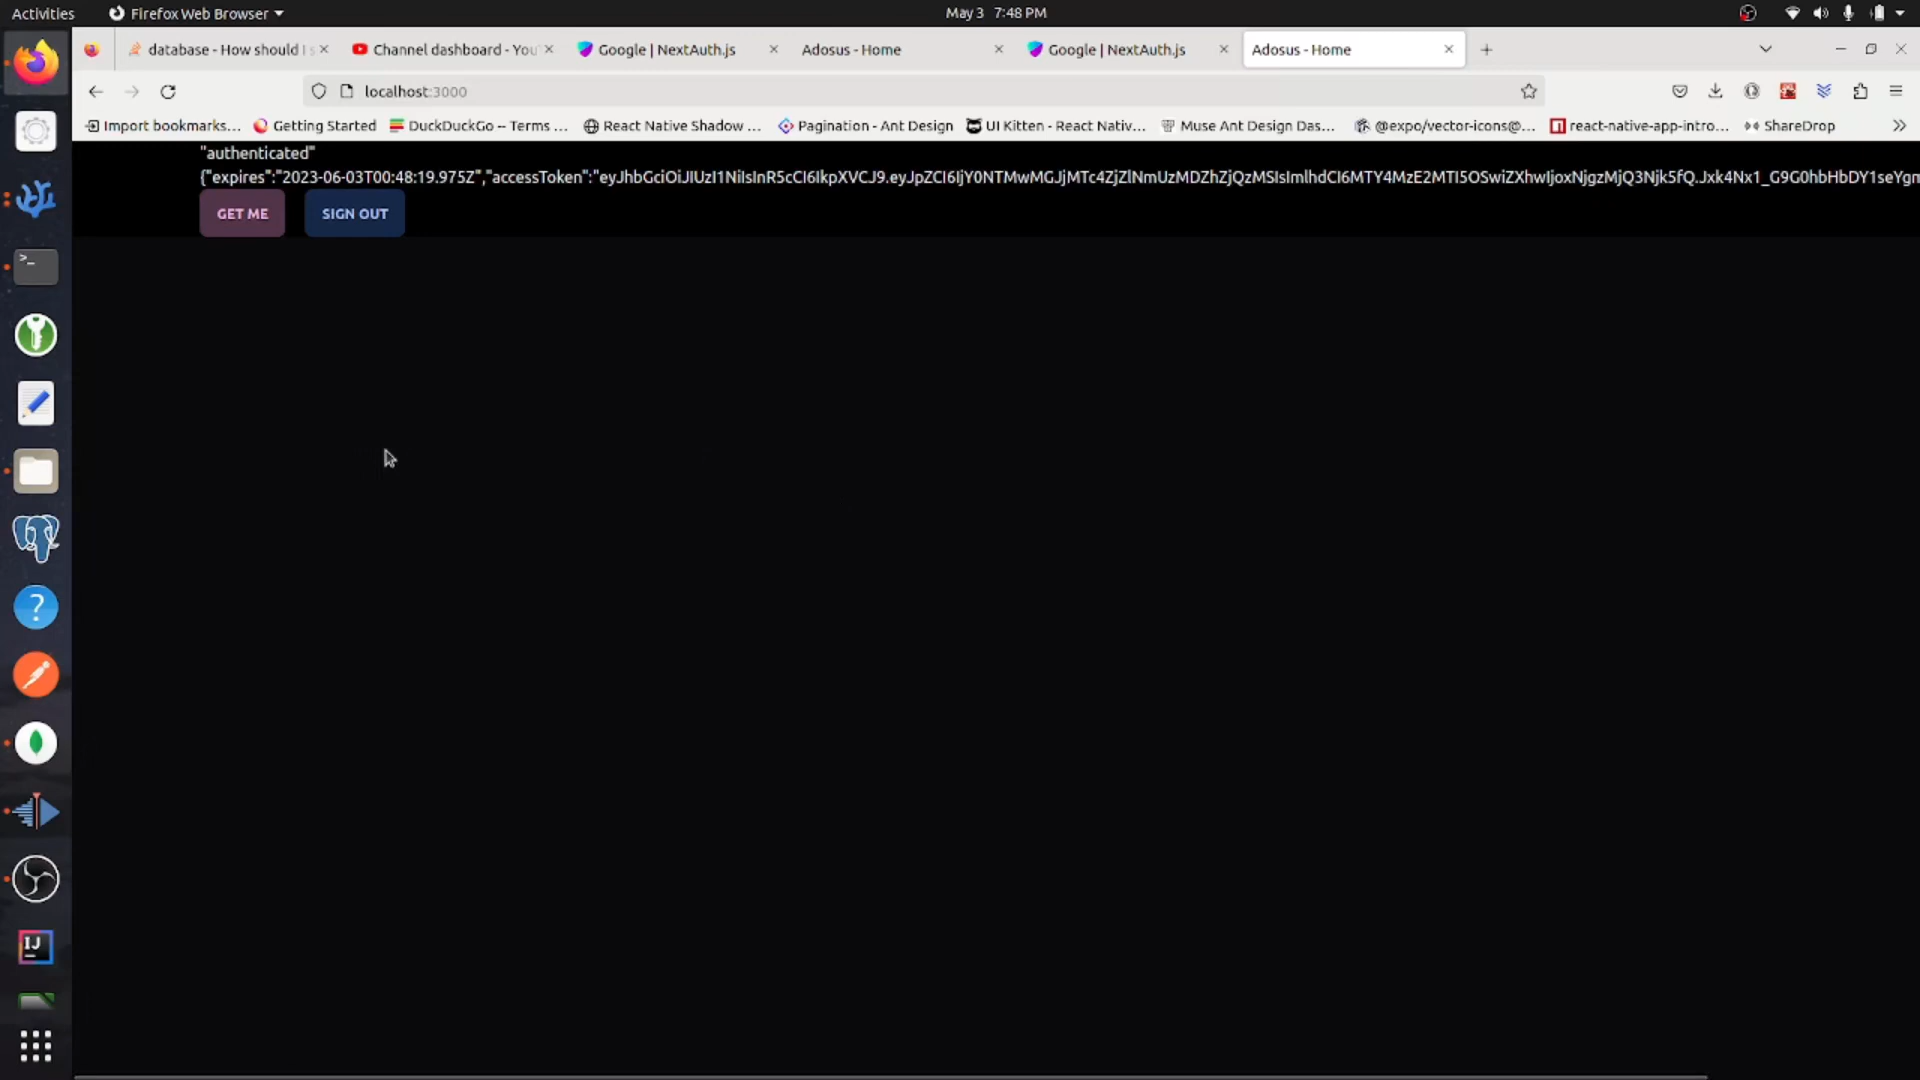 Activities Firefox Web Browser May 3 7:48 PM
database - How should I s Channel dashboard - You Google | NextAuth.js Adosus - Home Google | NextAuth.js Adosus - Home
localhost:3000
Import bookmarks... Getting Started DuckDuckGo -- Terms ... React Native Shadow ... Pagination - Ant Design UI Kitten - React Nativ... Muse Ant Design Das... @expo/vector-icons@... react-native-app-intro... ShareDrop
"authenticated"
{"expires":"2023-06-03T00:48:19.975Z","accessToken":"eyJhbGciOiJIUzI1NiIsInR5cCI6IkpXVCJ9.eyJpZCI6IjY0NTMwMGJjMTc4ZjZlNmUzMDZhZjQzMSIsImlhdCI6MTY4MzE2MTI5OSwiZXhwIjoxNjgzMjQ3Njk5fQ.Jxk4Nx1_G9G0hbHbDY1seYgm
GET ME SIGN OUT